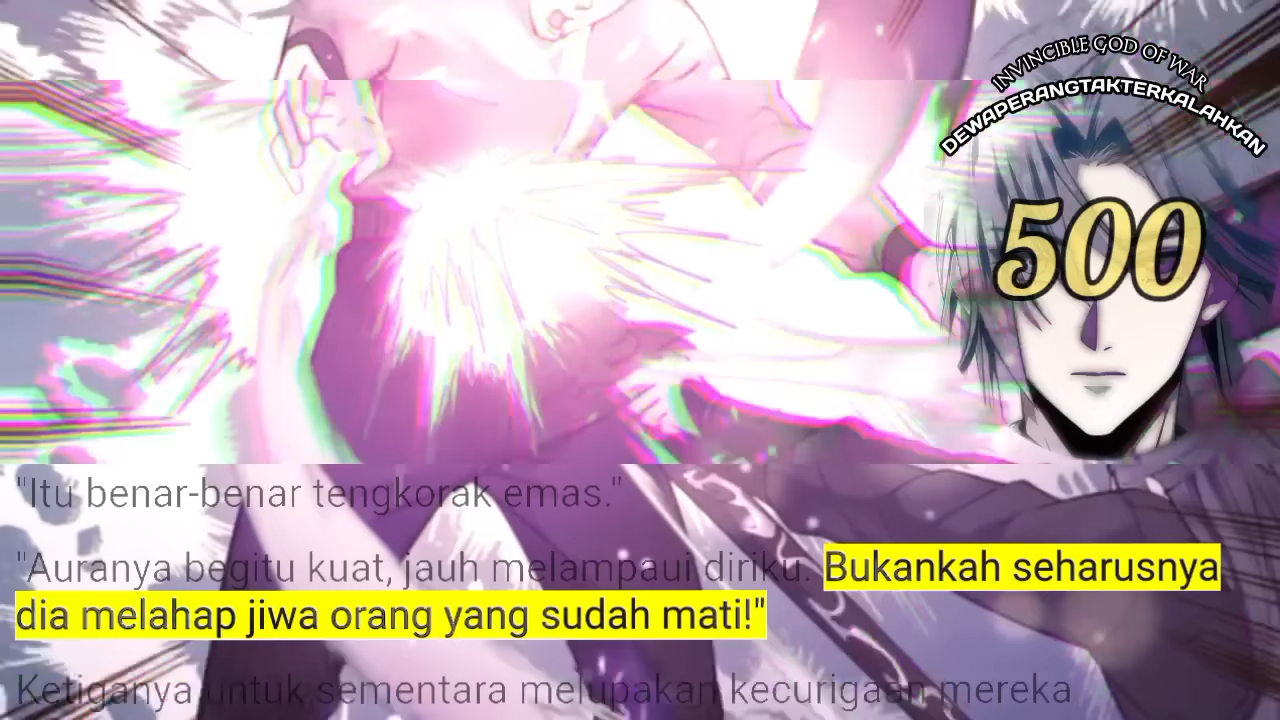 INVINCIBLE GOD OF WAR
DEWAPERANGTAKTERKALAHKAN
500
"Itu benar-benar tengkorak emas."
"Auranya begitu kuat, jauh melampaui diriku. Bukankah seharusnya
dia melahap jiwa orang yang sudah mati!"
Ketiganya untuk sementara melupakan kecurigaan mereka